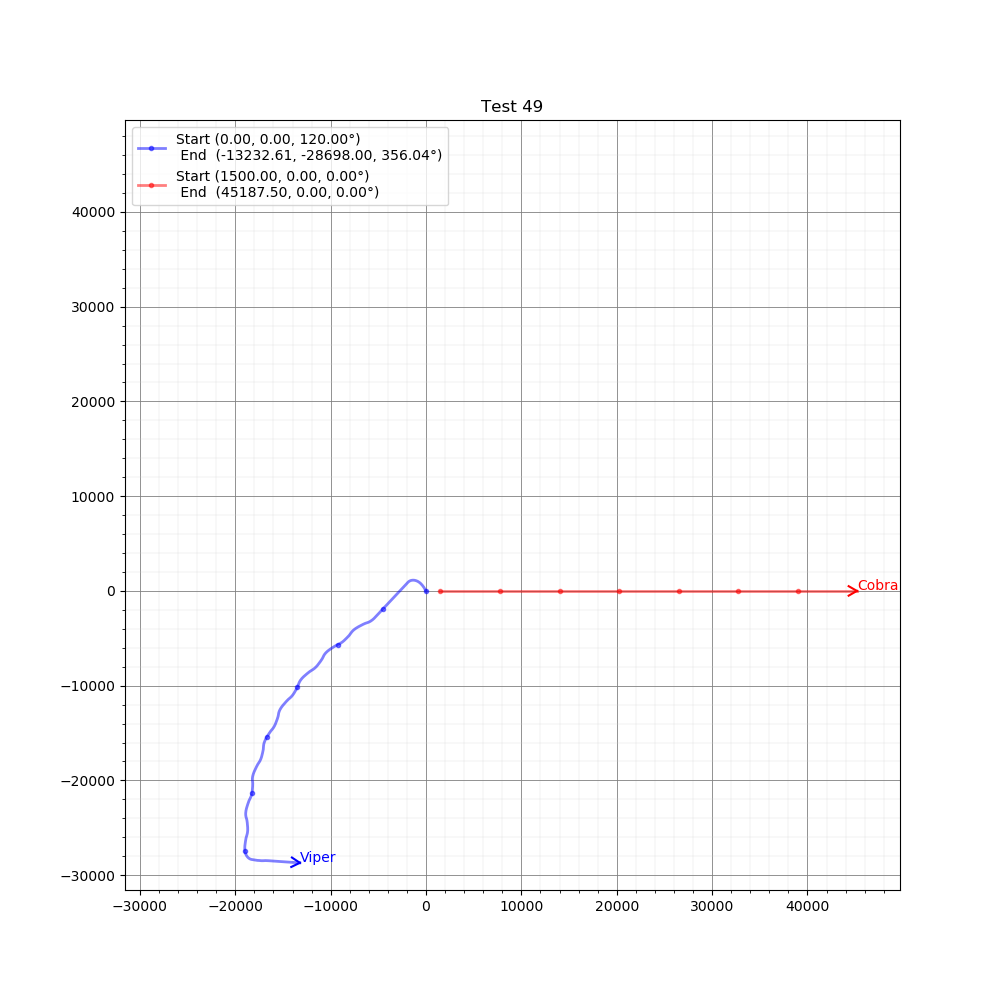 Test 49
Start (0.00, 0.00, 120.00°)
End (-13232.61, -28698.00, 356.04°)
Start (1500.00, 0.00, 0.00°)
End (45187.50, 0.00, 0.00°)
40000
30000
20000
10000
0
Cobra
−10000
−20000
Viper
−30000
−30000 −20000 −10000 0 10000 20000 30000 40000